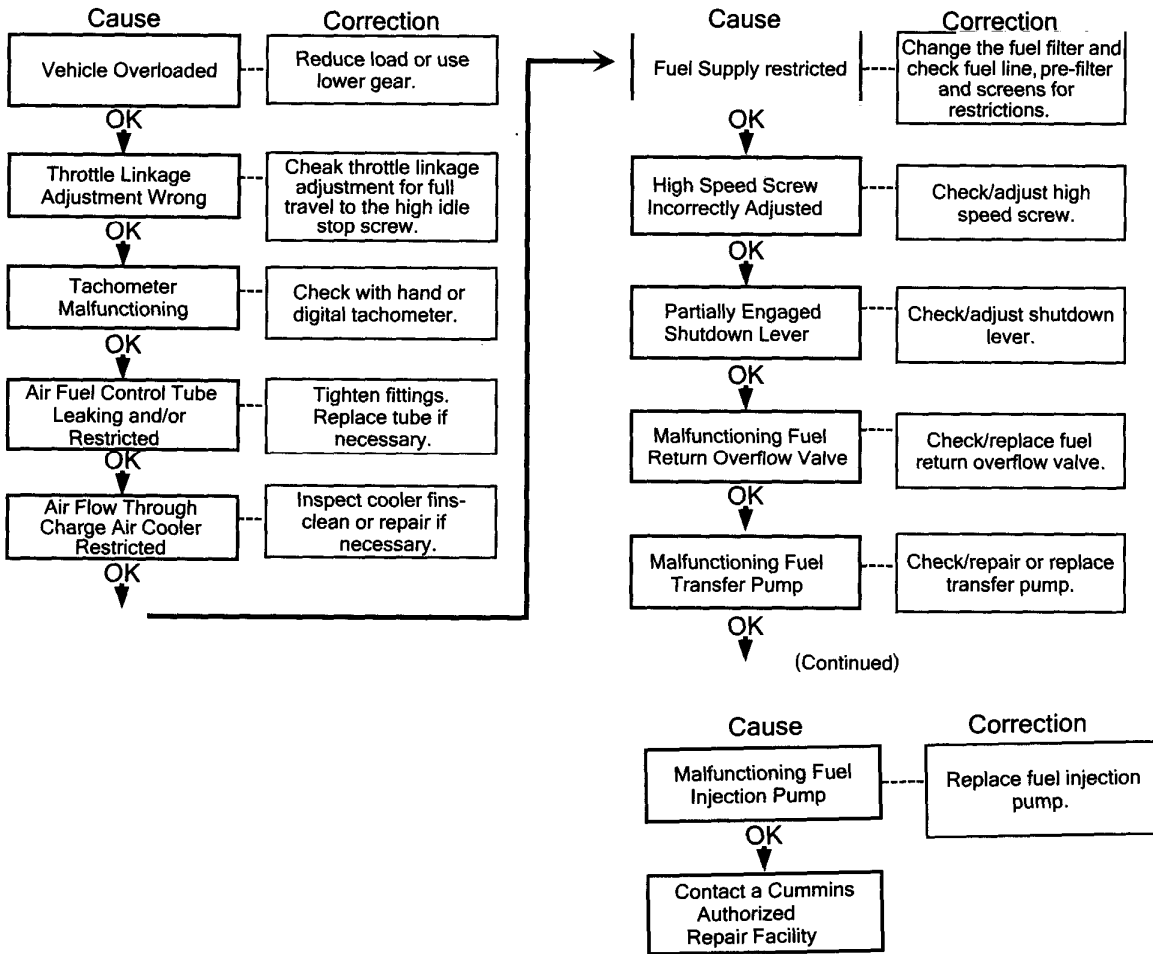 Cause
Correction
Vehicle Overloaded
Reduce load or use
lower gear.
OK
Throttle Linkage
Adjustment Wrong
Cheak throttle linkage
adjustment for full
travel to the high idle
stop screw.
OK
Tachometer
Malfunctioning
Check with hand or
digital tachometer.
OK
Air Fuel Control Tube
Leaking and/or
Restricted
Tighten fittings.
Replace tube if
necessary.
OK
Air Flow Through
Charge Air Cooler
Restricted
Inspect cooler fins-
clean or repair if
necessary.
OK
Cause
Correction
Fuel Supply restricted
Change the fuel filter and
check fuel line, pre-filter
and screens for
restrictions.
OK
High Speed Screw
Incorrectly Adjusted
Check/adjust high
speed screw.
OK
Partially Engaged
Shutdown Lever
Check/adjust shutdown
lever.
OK
Malfunctioning Fuel
Return Overflow Valve
Check/replace fuel
return overflow valve.
OK
Malfunctioning Fuel
Transfer Pump
Check/repair or replace
transfer pump.
OK
(Continued)
Cause
Correction
Malfunctioning Fuel
Injection Pump
Replace fuel injection
pump.
OK
Contact a Cummins
Authorized
Repair Facility